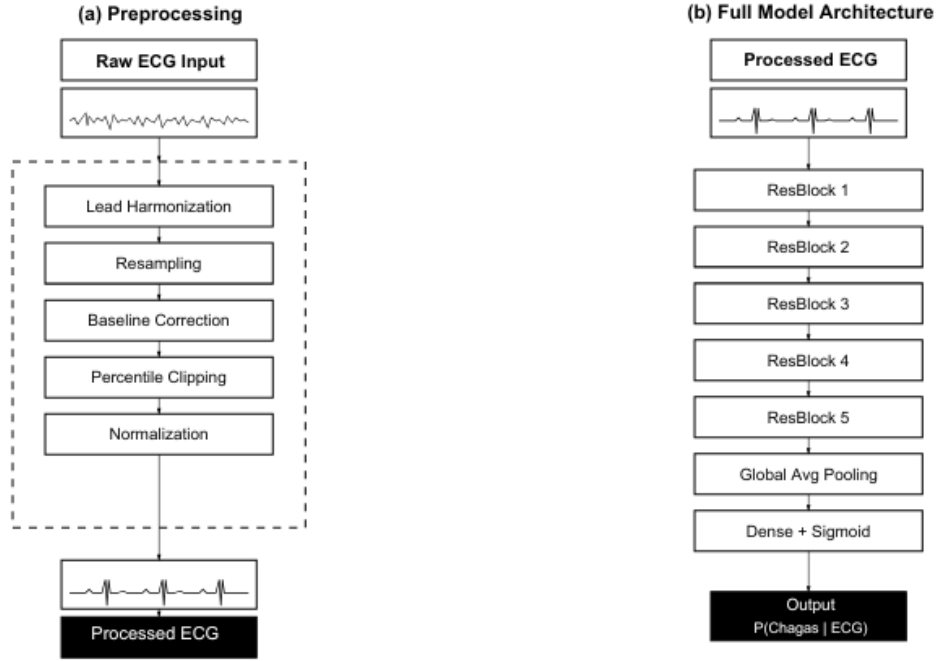 (a) Preprocessing
Raw ECG Input
Lead Harmonization
Resampling
Baseline Correction
Percentile Clipping
Normalization
Processed ECG
(b) Full Model Architecture
Processed ECG
ResBlock 1
ResBlock 2
ResBlock 3
ResBlock 4
ResBlock 5
Global Avg Pooling
Dense + Sigmoid
Output
P(Chagas | ECG)